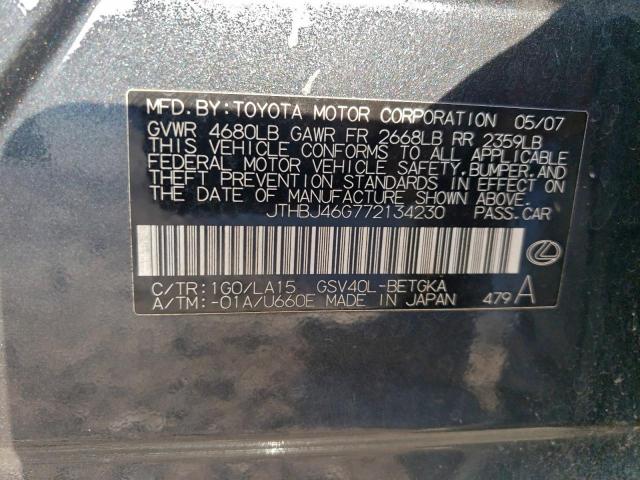 MFD.BY:TOYOTA MOTOR CORPORATION 05/07
GVWR 4680LB GAWR FR 2668LB RR 2359LB
THIS VEHICLE CONFORMS TO ALL APPLICABLE
FEDERAL MOTOR VEHICLE SAFETY,BUMPER,AND
THEFT PREVENTION STANDARDS IN EFFECT ON
THE DATE OF MANUFACTURE SHOWN ABOVE.
JTHBJ46G772134230 PASS.CAR
C/TR:1G0/LA15 GSV40L-BETGKA
A/TM:-01A/U660E MADE IN JAPAN 479A